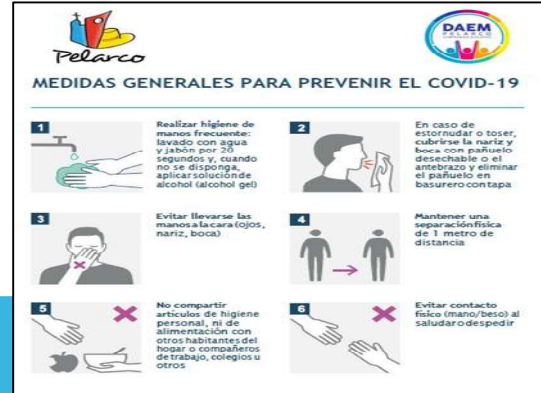 Pelarco
DAEM
PELARCO
MEDIDAS GENERALES PARA PREVENIR EL COVID-19
1
Realizar higiene de
manos frecuente:
lavado con agua
y jabón por 20
segundos y, cuando
no se disponga,
aplicar solución de
alcohol (alcohol gel)
2
En caso de
estornudar o toser,
cubrirse la nariz y
boca con pañuelo
desechable o el
antebrazo y eliminar
el pañuelo en
basurero con tapa
3
Evitar llevarse las
manos a la cara (ojos,
nariz, boca)
4
Mantener una
separación física
de 1 metro de
distancia
5
No compartir
artículos de higiene
personal, ni de
alimentación con
otros habitantes del
hogar o compañeros
de trabajo, colegios u
otros
6
Evitar contacto
físico (mano/beso) al
saludar o despedir